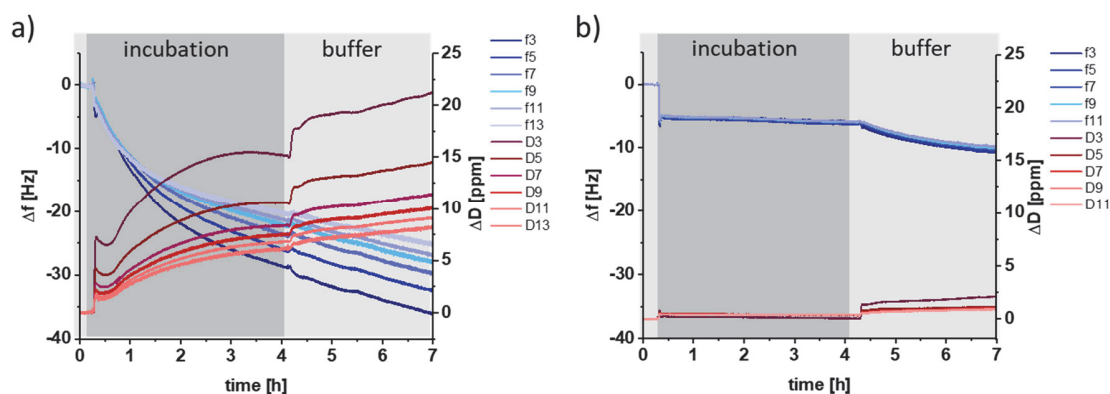 a)
incubation
buffer
0
-10
-20
-30
-40
Δf [Hz]
25
20
15
10
5
0
ΔD [ppm]
0 1 2 3 4 5 6 7
time [h]
f3
f5
f7
f9
f11
f13
D3
D5
D7
D9
D11
D13
b)
incubation
buffer
0
-10
-20
-30
-40
Δf [Hz]
25
20
15
10
5
0
ΔD [ppm]
0 1 2 3 4 5 6 7
time [h]
f3
f5
f7
f9
f11
D3
D5
D7
D9
D11